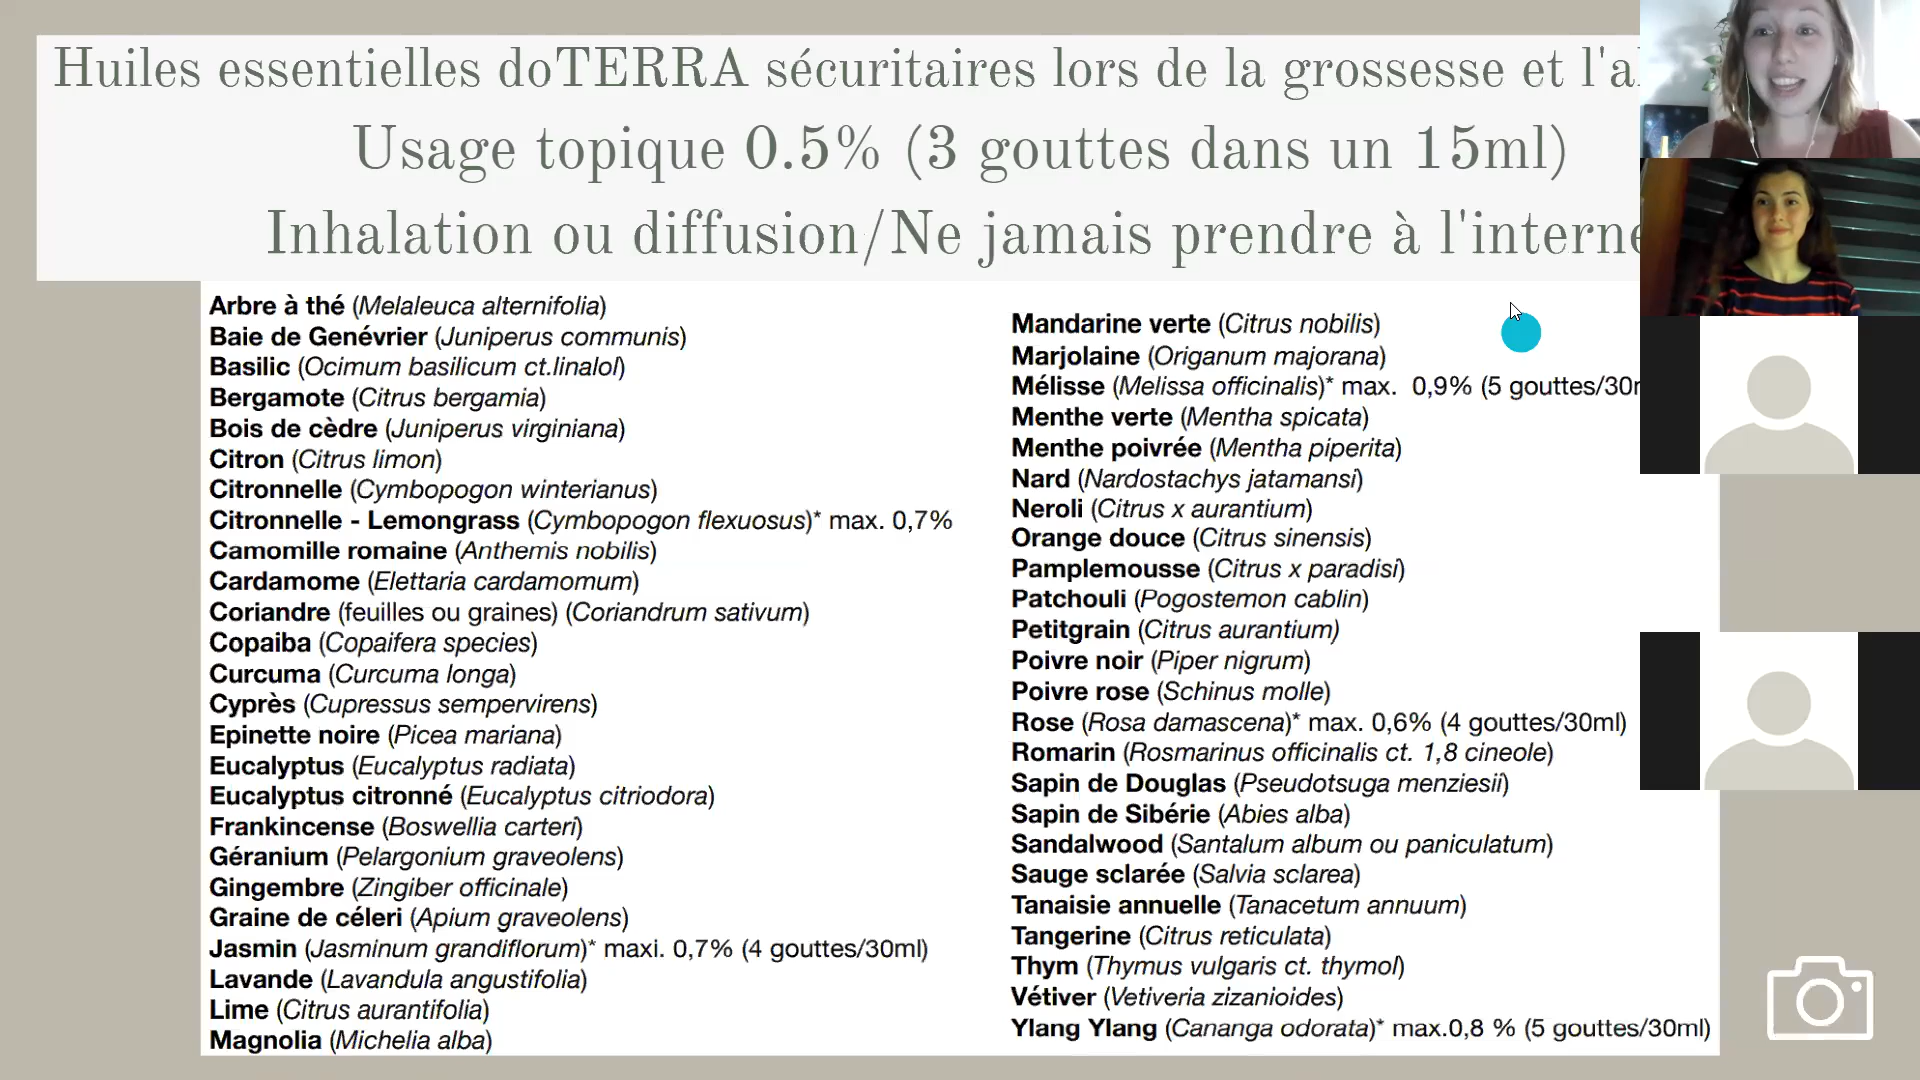 Huiles essentielles doTERRA sécuritaires lors de la grossesse et
Usage topique 0.5% (3 gouttes dans un 15ml)
Inhalation ou diffusion/Ne jamais prendre à l'interne
Arbre à thé (Melaleuca alternifolia)
Baie de Genévrier (Juniperus communis)
Basilic (Ocimum basilicum ct.linalol)
Bergamote (Citrus bergamia)
Bois de cèdre (Juniperus virginiana)
Citron (Citrus limon)
Citronnelle (Cymbopogon winterianus)
Citronnelle - Lemongrass (Cymbopogon flexuosus)* max. 0,7%
Camomille romaine (Anthemis nobilis)
Cardamome (Elettaria cardamomum)
Coriandre (feuilles ou graines) (Coriandrum sativum)
Copaiba (Copaifera species)
Curcuma (Curcuma longa)
Cyprès (Cupressus sempervirens)
Epinette noire (Picea mariana)
Eucalyptus (Eucalyptus radiata)
Eucalyptus citronné (Eucalyptus citriodora)
Frankincense (Boswellia carteri)
Géranium (Pelargonium graveolens)
Gingembre (Zingiber officinale)
Graine de céleri (Apium graveolens)
Jasmin (Jasminum grandiflorum)* maxi. 0,7% (4 gouttes/30ml)
Lavande (Lavandula angustifolia)
Lime (Citrus aurantifolia)
Magnolia (Michelia alba)
Mandarine verte (Citrus nobilis)
Marjolaine (Origanum majorana)
Mélisse (Melissa officinalis)* max. 0,9% (5 gouttes/30
Menthe verte (Mentha spicata)
Menthe poivrée (Mentha piperita)
Nard (Nardostachys jatamansi)
Neroli (Citrus x aurantium)
Orange douce (Citrus sinensis)
Pamplemousse (Citrus x paradisi)
Patchouli (Pogostemon cablin)
Petitgrain (Citrus aurantium)
Poivre noir (Piper nigrum)
Poivre rose (Schinus molle)
Rose (Rosa damascena)* max. 0,6% (4 gouttes/30ml)
Romarin (Rosmarinus officinalis ct. 1,8 cineole)
Sapin de Douglas (Pseudotsuga menziesii)
Sapin de Sibérie (Abies alba)
Sandalwood (Santalum album ou paniculatum)
Sauge sclarée (Salvia sclarea)
Tanaisie annuelle (Tanacetum annuum)
Tangerine (Citrus reticulata)
Thym (Thymus vulgaris ct. thymol)
Vétiver (Vetiveria zizanioides)
Ylang Ylang (Cananga odorata)* max.0,8 % (5 gouttes/30ml)